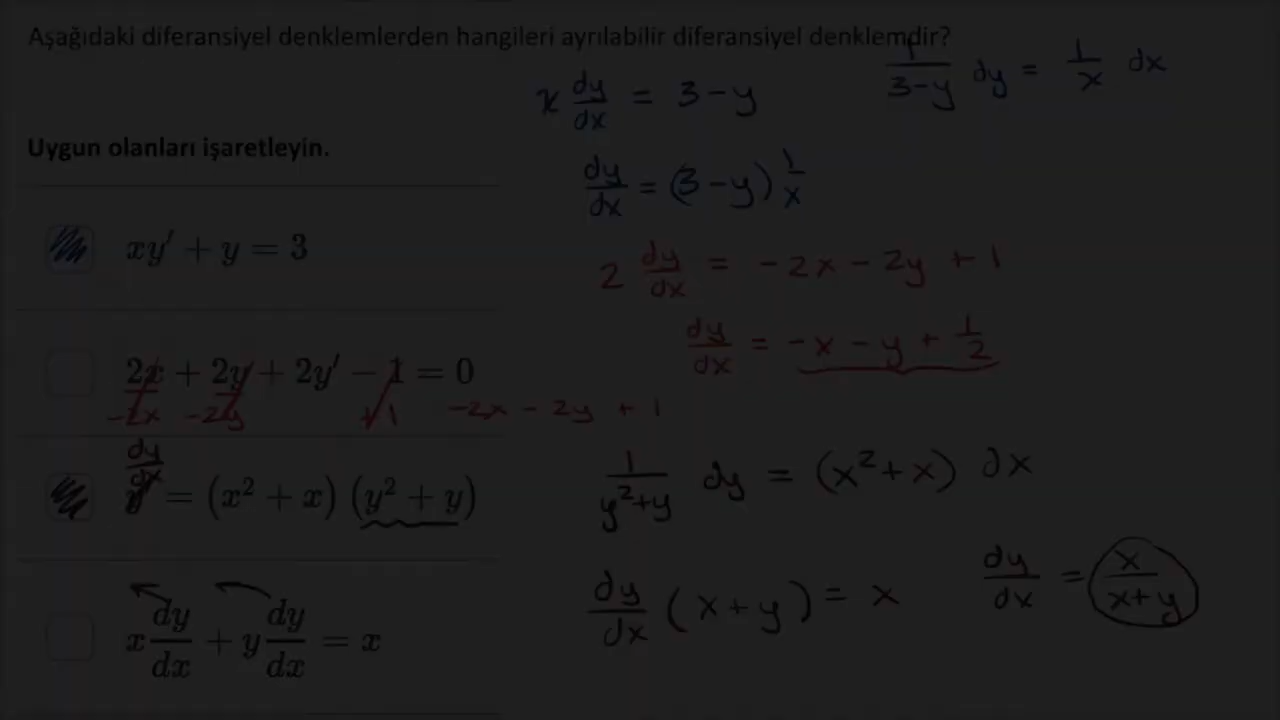 Aşağıdaki diferansiyel denklemlerden hangileri ayrılabilir diferansiyel denklemdir?
x dy/dx = 3 - y
1/(3-y) dy = 1/x dx
Uygun olanları işaretleyin.
dy/dx = (3 - y) 1/x
xy′ + y = 3
2 dy/dx = -2x - 2y + 1
dy/dx = -x - y + 1/2
2x + 2y + 2y′ − 1 = 0
-2x -2y +1 -2x - 2y + 1
dy/dx
y′ = (x² + x) (y² + y)
1/(y²+y) dy = (x²+x) dx
x dy/dx + y dy/dx = x
dy/dx (x+y) = x
dy/dx = x/(x+y)